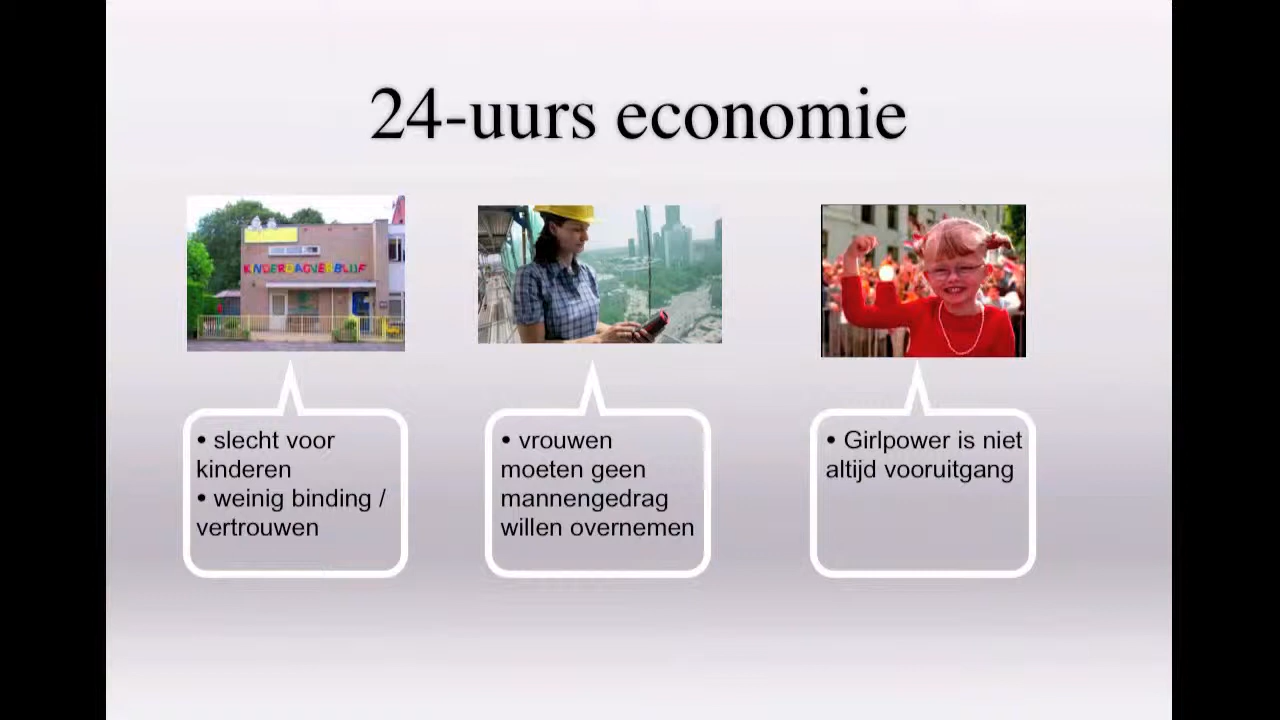 24-uurs economie
KINDERDAGVERBLIJF
• slecht voor
kinderen
• weinig binding /
vertrouwen
• vrouwen
moeten geen
mannengedrag
willen overnemen
• Girlpower is niet
altijd vooruitgang